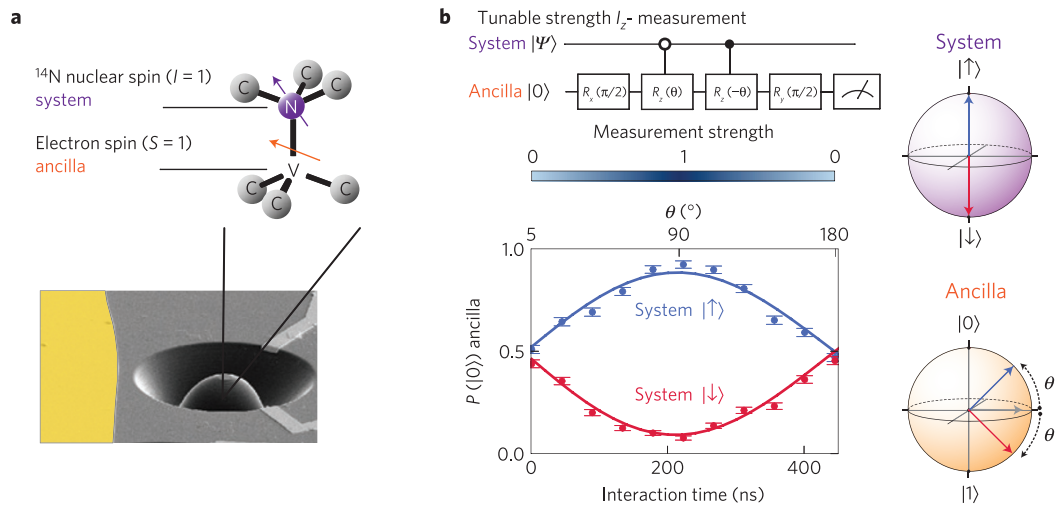 a
¹⁴N nuclear spin (I = 1)
system
Electron spin (S = 1)
ancilla
C
C
C
C
N
V
C
C
C
b
Tunable strength I_z- measurement
System |Ψ⟩
Ancilla |0⟩
R_x(π/2)
R_z(θ)
R_z(-θ)
R_y(π/2)
Measurement strength
0 1 0
θ (°)
5 90 180
1.0
0.5
0.0
P (|0⟩) ancilla
System |↑⟩
System |↓⟩
0 200 400
Interaction time (ns)
System
|↑⟩
|↓⟩
Ancilla
|0⟩
θ
θ
|1⟩